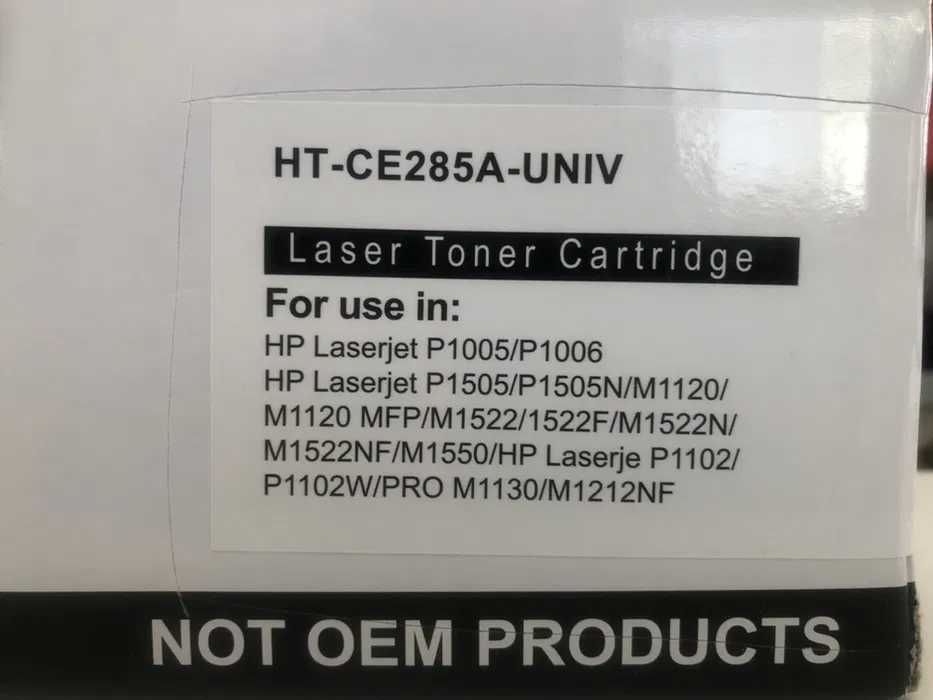 HT-CE285A-UNIV
Laser Toner Cartridge
For use in:
HP Laserjet P1005/P1006
HP Laserjet P1505/P1505N/M1120/
M1120 MFP/M1522/1522F/M1522N/
M1522NF/M1550/HP Laserje P1102/
P1102W/PRO M1130/M1212NF
NOT OEM PRODUCTS